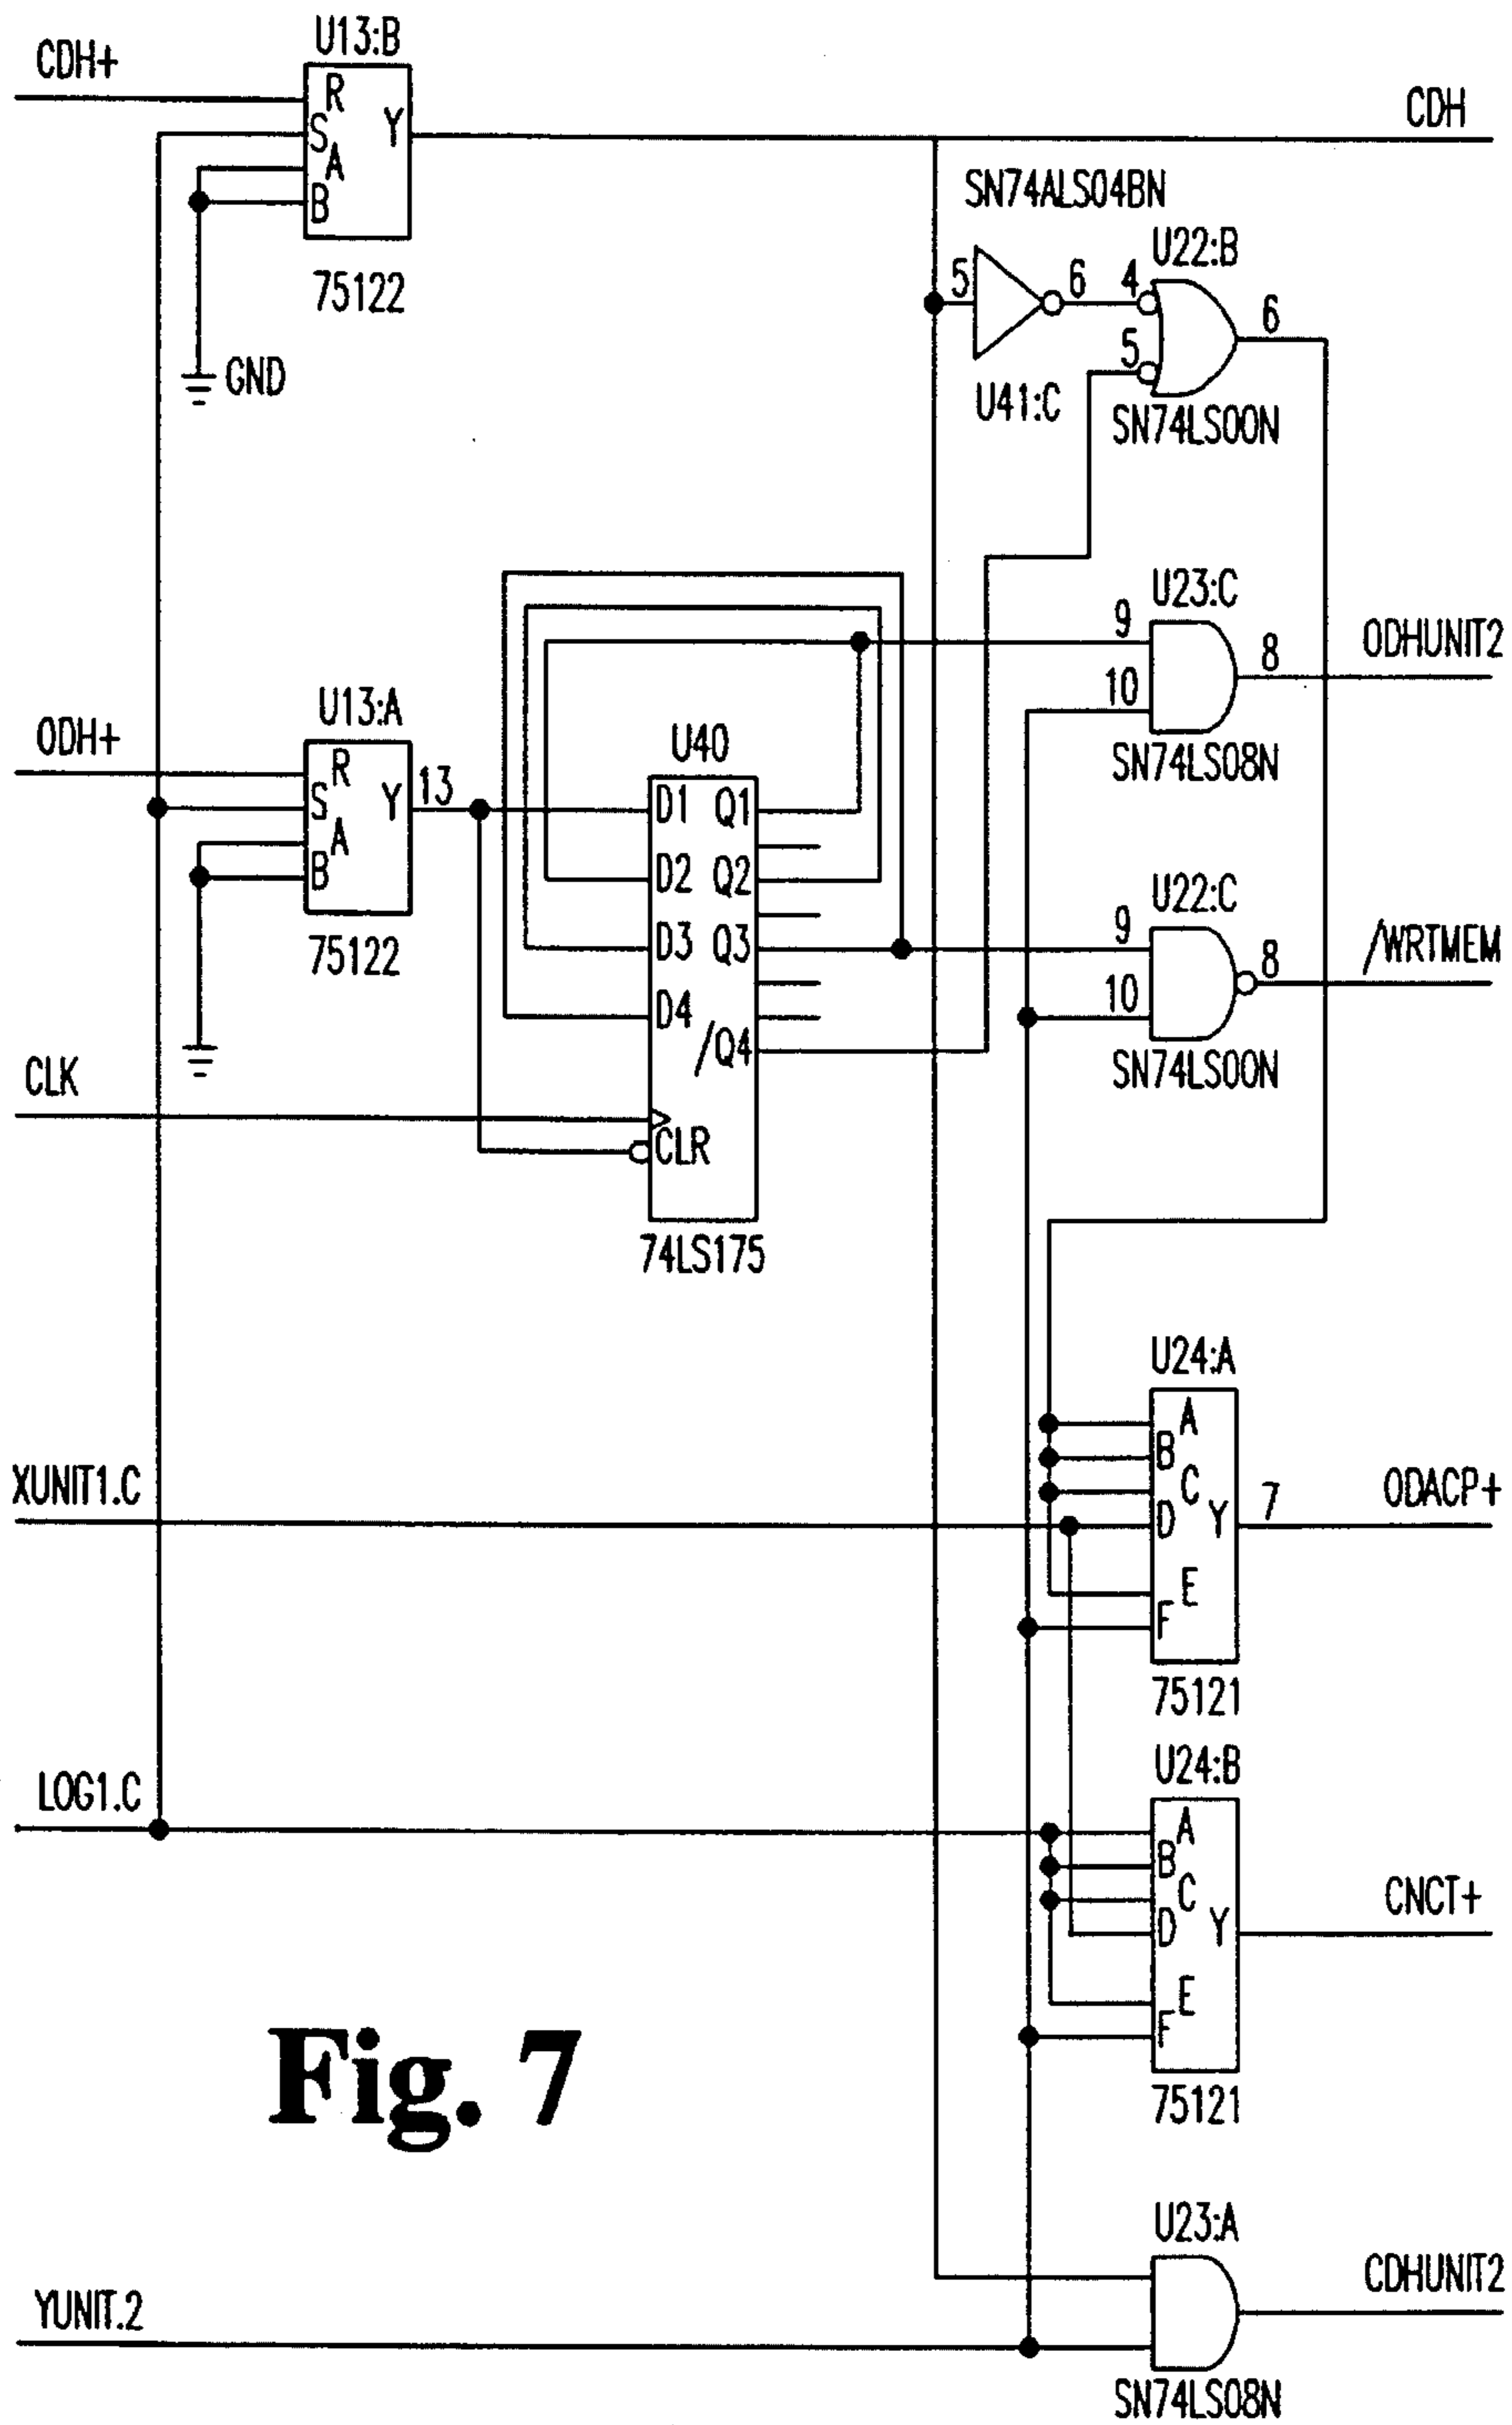 U13:B
CDH+
R
S
A
B
Y
CDH
75122
GND
SN74ALS04BN
U22:B
5
6
4
5
6
U41:C
SN74LS00N
U23:C
9
10
8
ODHUNIT2
SN74LS08N
U13:A
ODH+
R
S
A
B
Y
13
75122
U40
D1 Q1
D2 Q2
D3 Q3
D4
/Q4
CLR
74LS175
CLK
U22:C
9
10
8
/WRTMEM
SN74LS00N
U24:A
A
B
C
D
Y
E
F
7
ODACP+
XUNIT1.C
75121
U24:B
LOG1.C
A
B
C
D
Y
E
F
CNCT+
75121
Fig. 7
U23:A
CDHUNIT2
YUNIT.2
SN74LS08N